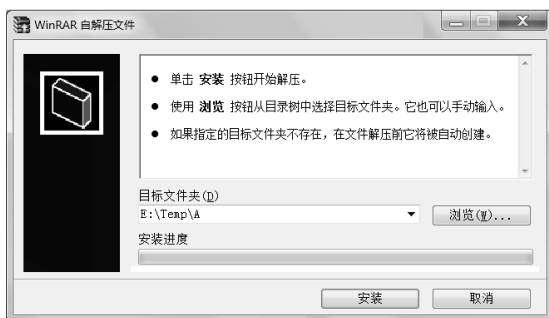 WinRAR 自解压文件
● 单击 安装 按钮开始解压。
● 使用 浏览 按钮从目录树中选择目标文件夹。它也可以手动输入。
● 如果指定的目标文件夹不存在，在文件解压前它将被自动创建。
目标文件夹(D)
E:\Temp\A
浏览(W)...
安装进度
安装
取消